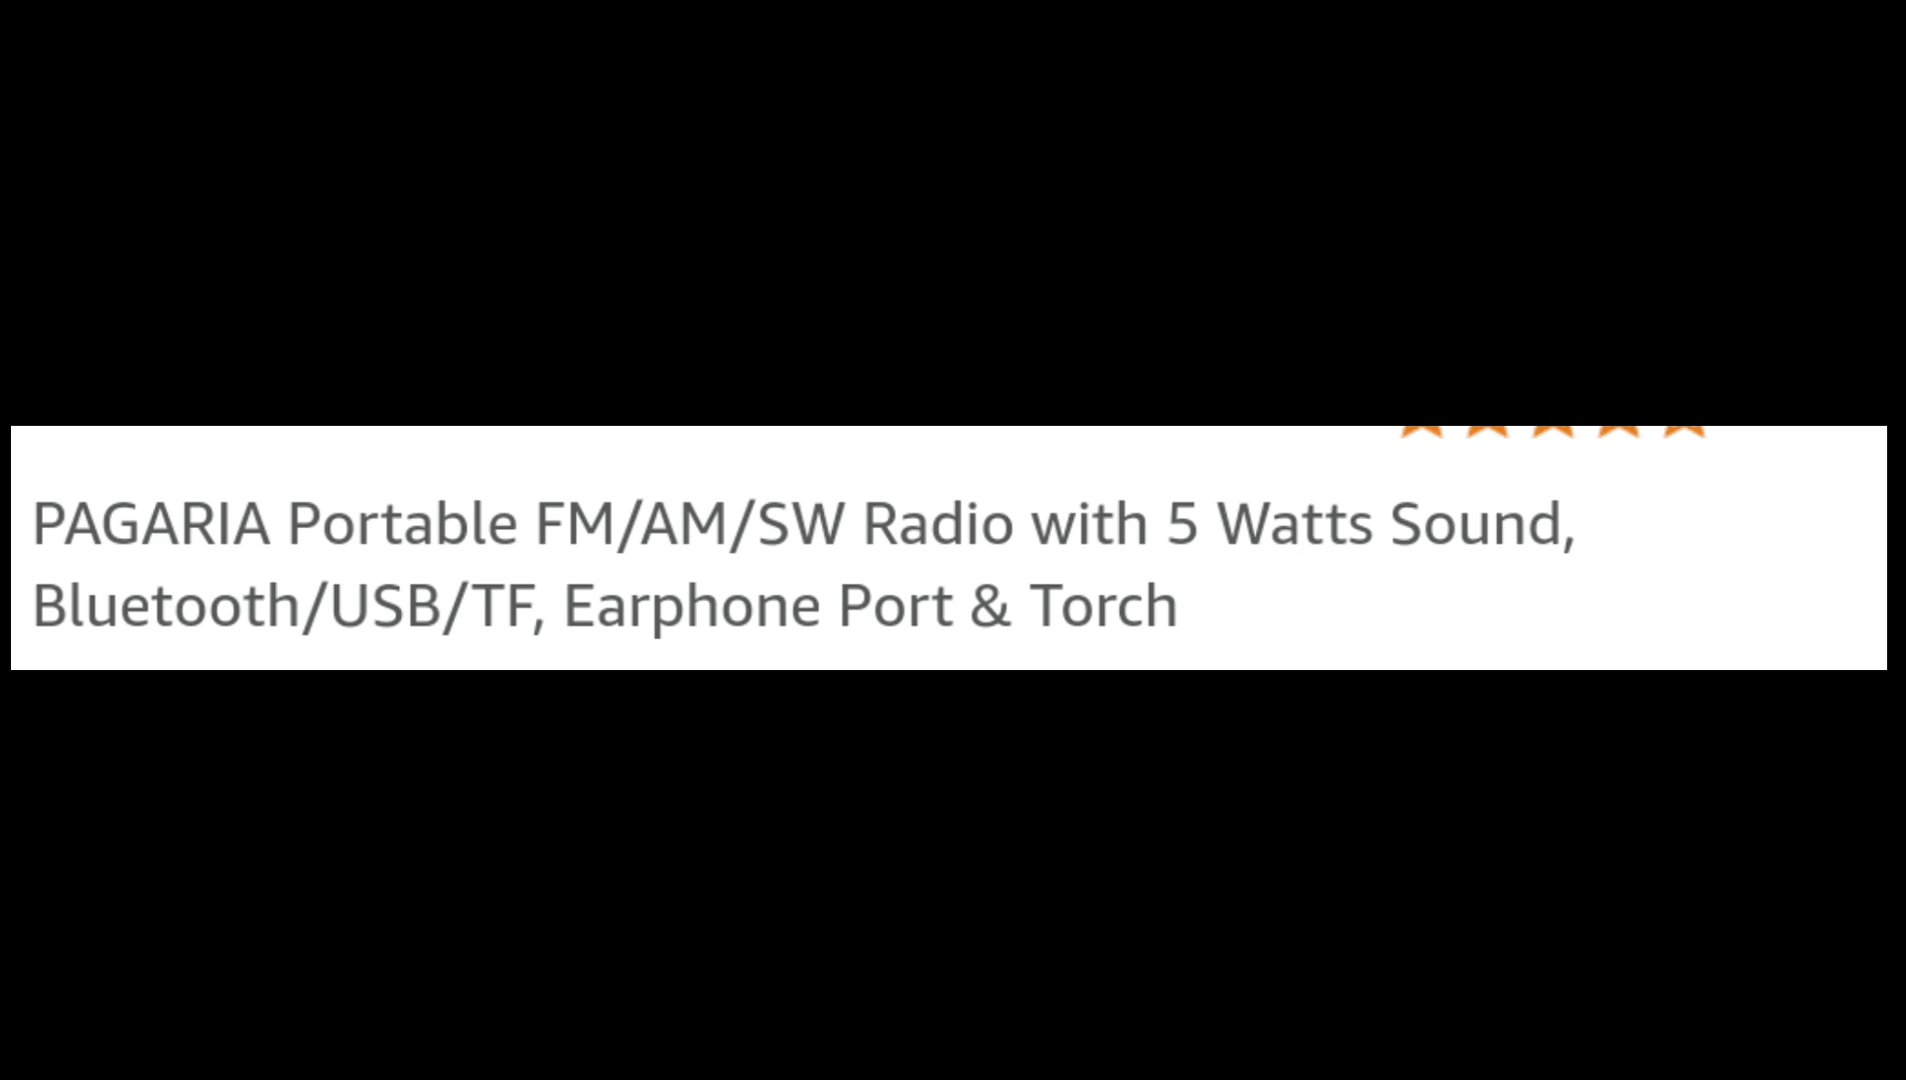 PAGARIA Portable FM/AM/SW Radio with 5 Watts Sound,
Bluetooth/USB/TF, Earphone Port & Torch